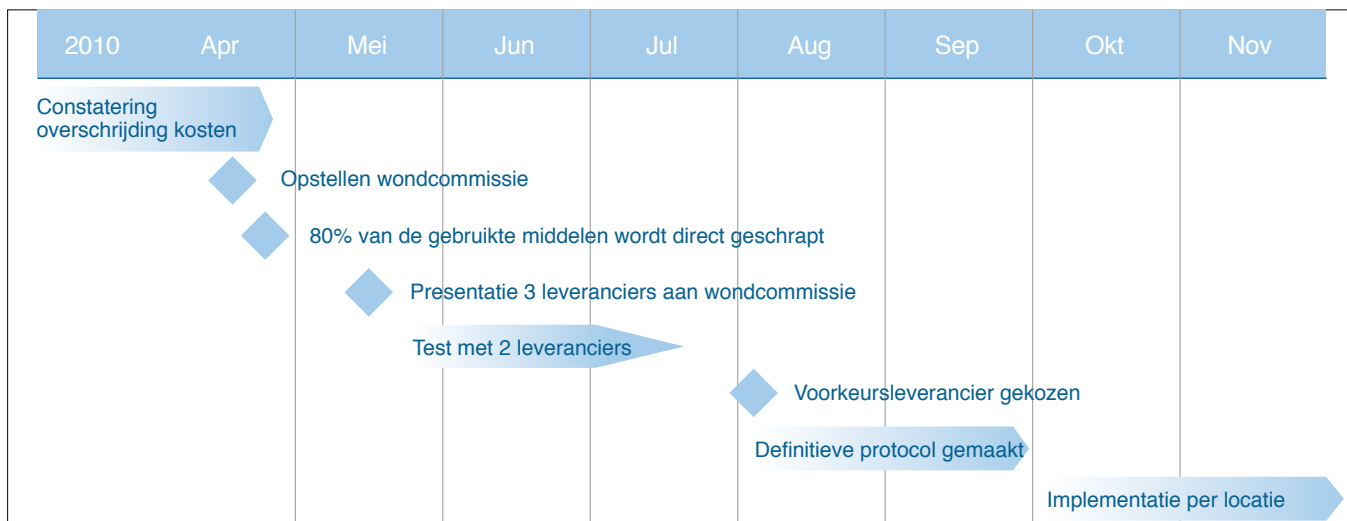 2010 Apr Mei Jun Jul Aug Sep Okt Nov
Constatering
overschrijding kosten
Opstellen wondcommissie
80% van de gebruikte middelen wordt direct geschrapt
Presentatie 3 leveranciers aan wondcommissie
Test met 2 leveranciers
Voorkeursleverancier gekozen
Definitieve protocol gemaakt
Implementatie per locatie